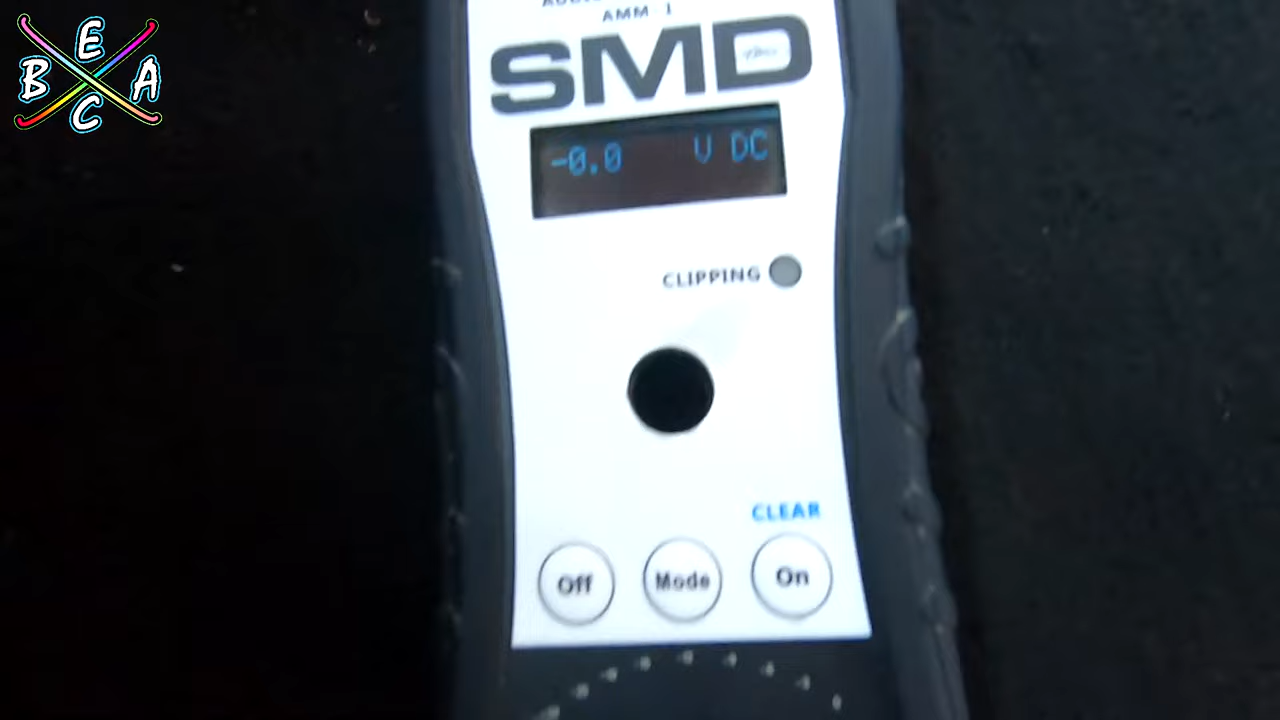 E
B A
C
AMM 1
SMD
-0.0 V DC
CLIPPING
CLEAR
Off Mode On